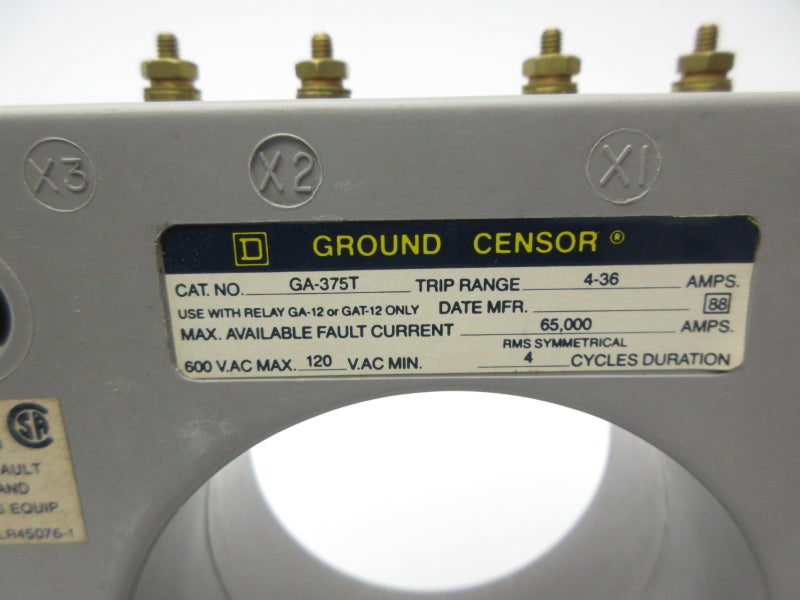 X3 X2 X1
D GROUND CENSOR ®
CAT. NO. GA-375T TRIP RANGE 4-36 AMPS.
USE WITH RELAY GA-12 or GAT-12 ONLY DATE MFR. 88
MAX. AVAILABLE FAULT CURRENT 65,000 AMPS.
RMS SYMMETRICAL
600 V.AC MAX. 120 V.AC MIN. 4 CYCLES DURATION
SA
AULT
AND
EQUIP
LR45076-1